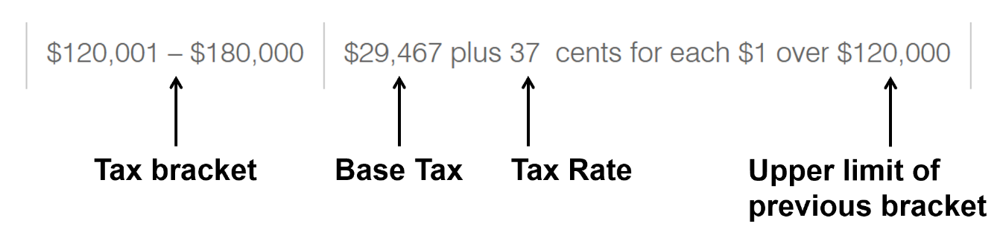 $120,001 – $180,000 $29,467 plus 37 cents for each $1 over $120,000
Tax bracket Base Tax Tax Rate Upper limit of
previous bracket